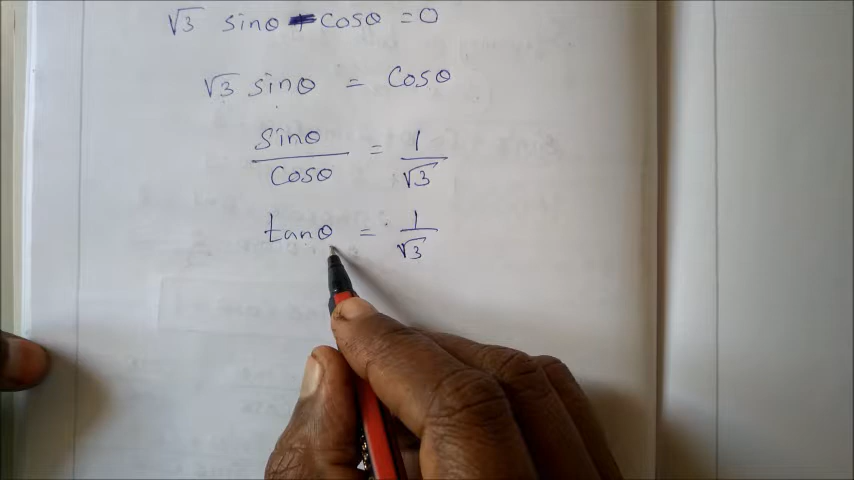 √3 sinθ - cosθ = 0
√3 sinθ = cosθ
sinθ/cosθ = 1/√3
tanθ = 1/√3